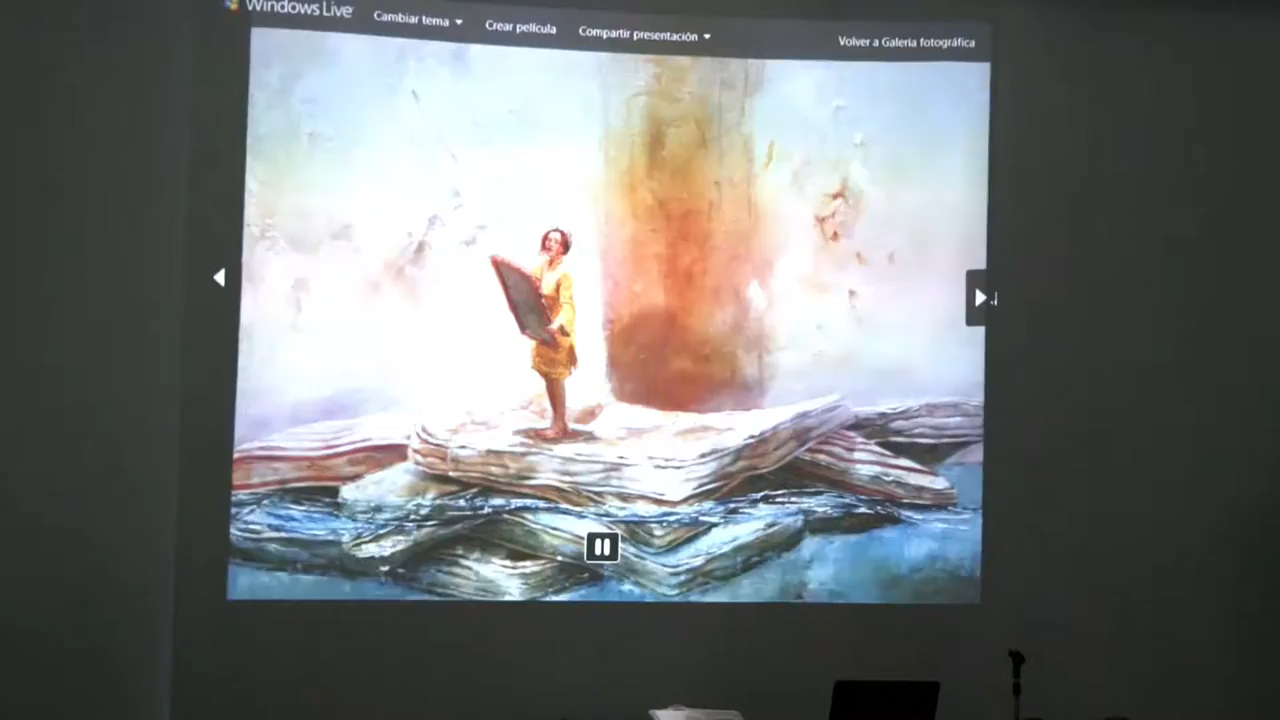 Windows Live
Cambiar tema
Crear película
Compartir presentación
Volver a Galería fotográfica